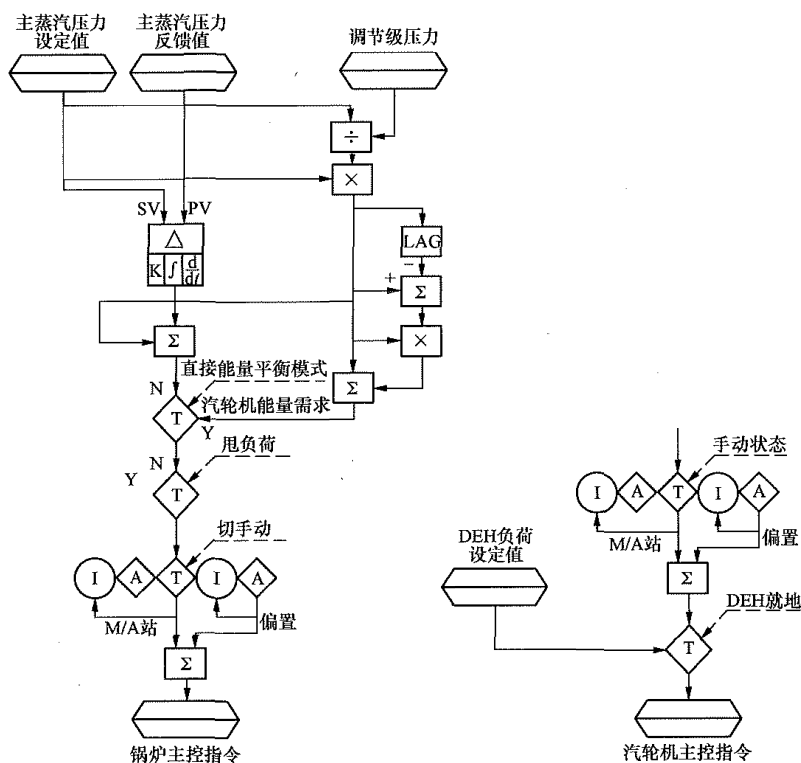 主蒸汽压力
设定值
主蒸汽压力
反馈值
调节级压力
÷
×
SV PV
△
K ∫ d/dt
LAG
−
+
Σ
Σ
×
直接能量平衡模式
N
Σ
T
汽轮机能量需求
Y
N
甩负荷
Y
T
切手动
I A T I A
M/A站
偏置
Σ
锅炉主控指令
手动状态
I A T I A
M/A站
偏置
DEH负荷
设定值
Σ
DEH就地
T
汽轮机主控指令